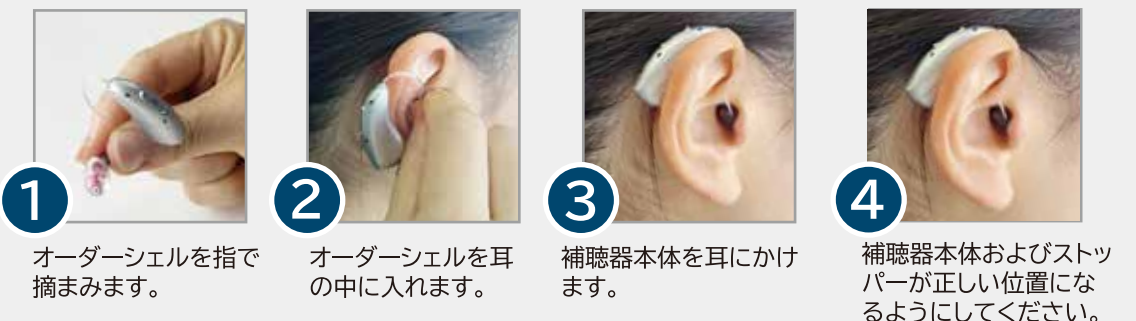 1
オーダーシェルを指で
摘まみます。
2
オーダーシェルを耳
の中に入れます。
3
補聴器本体を耳にかけ
ます。
4
補聴器本体およびストッ
パーが正しい位置にな
るようにしてください。